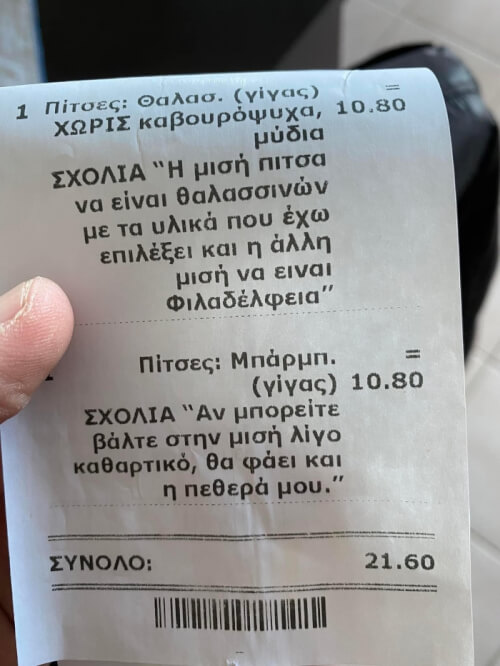 1 Πίτσες: Θαλασ. (γίγας) =
ΧΩΡΙΣ καβουρόψυχα, 10.80
μύδια
ΣΧΟΛΙΑ "Η μισή πιτσα
να είναι θαλασσινών
με τα υλικά που έχω
επιλέξει και η άλλη
μισή να ειναι
Φιλαδέλφεια"
Πίτσες: Μπάρμπ. =
(γίγας) 10.80
ΣΧΟΛΙΑ "Αν μπορείτε
βάλτε στην μισή λίγο
καθαρτικό, θα φάει και
η πεθερά μου."
ΣΥΝΟΛΟ: 21.60